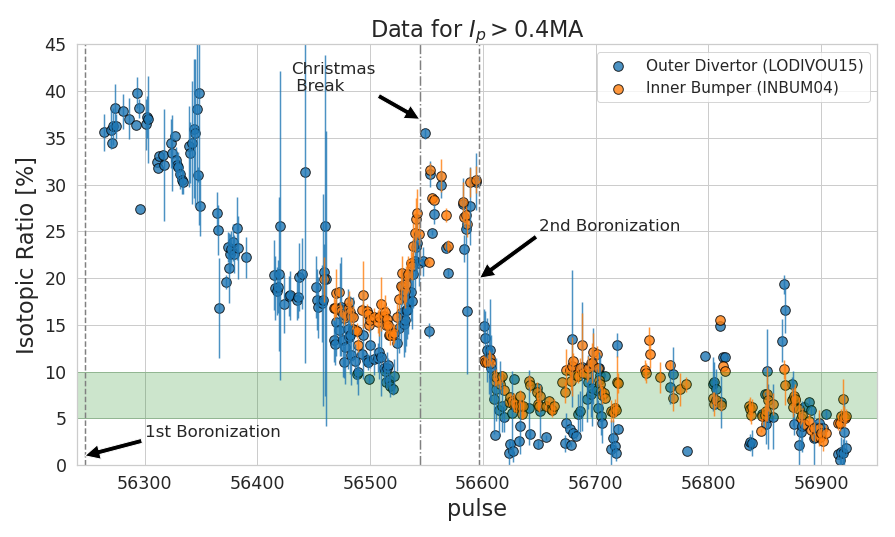 Data for I_p > 0.4MA
Isotopic Ratio [%]
45
40
35
30
25
20
15
10
5
0
Christmas
Break
Outer Divertor (LODIVOU15)
Inner Bumper (INBUM04)
2nd Boronization
1st Boronization
56300
56400
56500
56600
56700
56800
56900
pulse